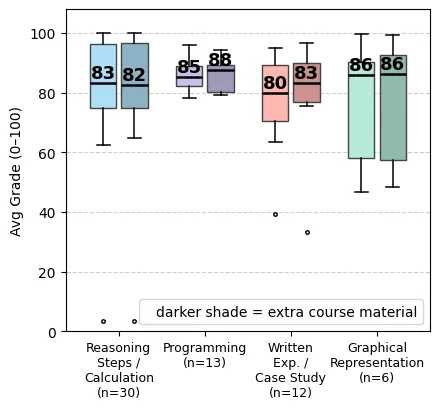 Avg Grade (0–100)
100
80
60
40
20
0
83
82
85
88
80
83
86
86
darker shade = extra course material
Reasoning
Steps /
Calculation
(n=30)
Programming
(n=13)
Written
Exp. /
Case Study
(n=12)
Graphical
Representation
(n=6)